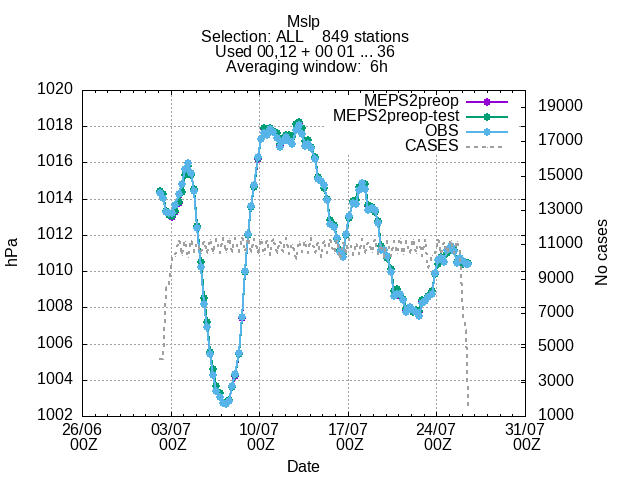 Mslp
Selection: ALL 849 stations
Used 00,12 + 00 01 ... 36
Averaging window: 6h
MEPS2preop
MEPS2preop-test
OBS
CASES
hPa
1020
1018
1016
1014
1012
1010
1008
1006
1004
1002
19000
17000
15000
13000
11000
9000
7000
5000
3000
1000
No cases
26/06 03/07 10/07 17/07 24/07 31/07
00Z 00Z 00Z 00Z 00Z 00Z
Date